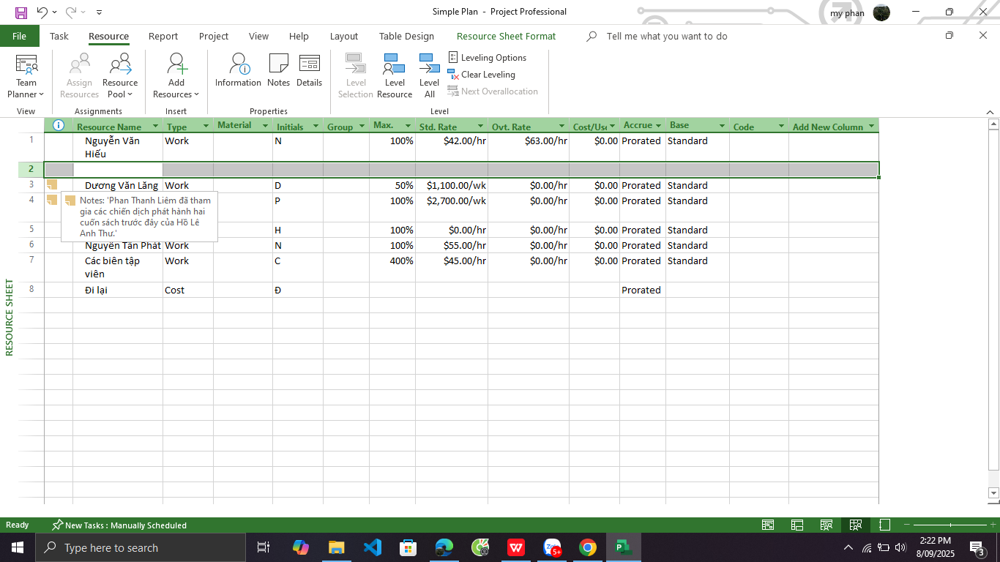 Simple Plan - Project Professional
my phan
File Task Resource Report Project View Help Layout Table Design Resource Sheet Format Tell me what you want to do
Team Planner
Assign Resources
Resource Pool
Add Resources
Information
Notes
Details
Level Selection
Level Resource
Level All
Leveling Options
Clear Leveling
Next Overallocation
View Assignments Insert Properties Level
Resource Name Type Material Initials Group Max. Std. Rate Ovt. Rate Cost/Use Accrue Base Code Add New Column
1 Nguyễn Văn Hiếu Work N 100% $42.00/hr $63.00/hr $0.00 Prorated Standard
2
3 Dương Văn Lăng Work D 50% $1,100.00/wk $0.00/hr $0.00 Prorated Standard
4 P 100% $2,700.00/wk $0.00/hr $0.00 Prorated Standard
Notes: 'Phan Thanh Liêm đã tham
gia các chiến dịch phát hành hai
cuốn sách trước đây của Hồ Lê
Anh Thư.'
5 H 100% $0.00/hr $0.00/hr $0.00 Prorated Standard
6 Nguyễn Tấn Phát Work N 100% $55.00/hr $0.00/hr $0.00 Prorated Standard
7 Các biên tập viên Work C 400% $45.00/hr $0.00/hr $0.00 Prorated Standard
8 Đi lại Cost Đ Prorated
RESOURCE SHEET
Ready New Tasks : Manually Scheduled
Type here to search
Zalo
5+
2:22 PM
8/09/2025
3